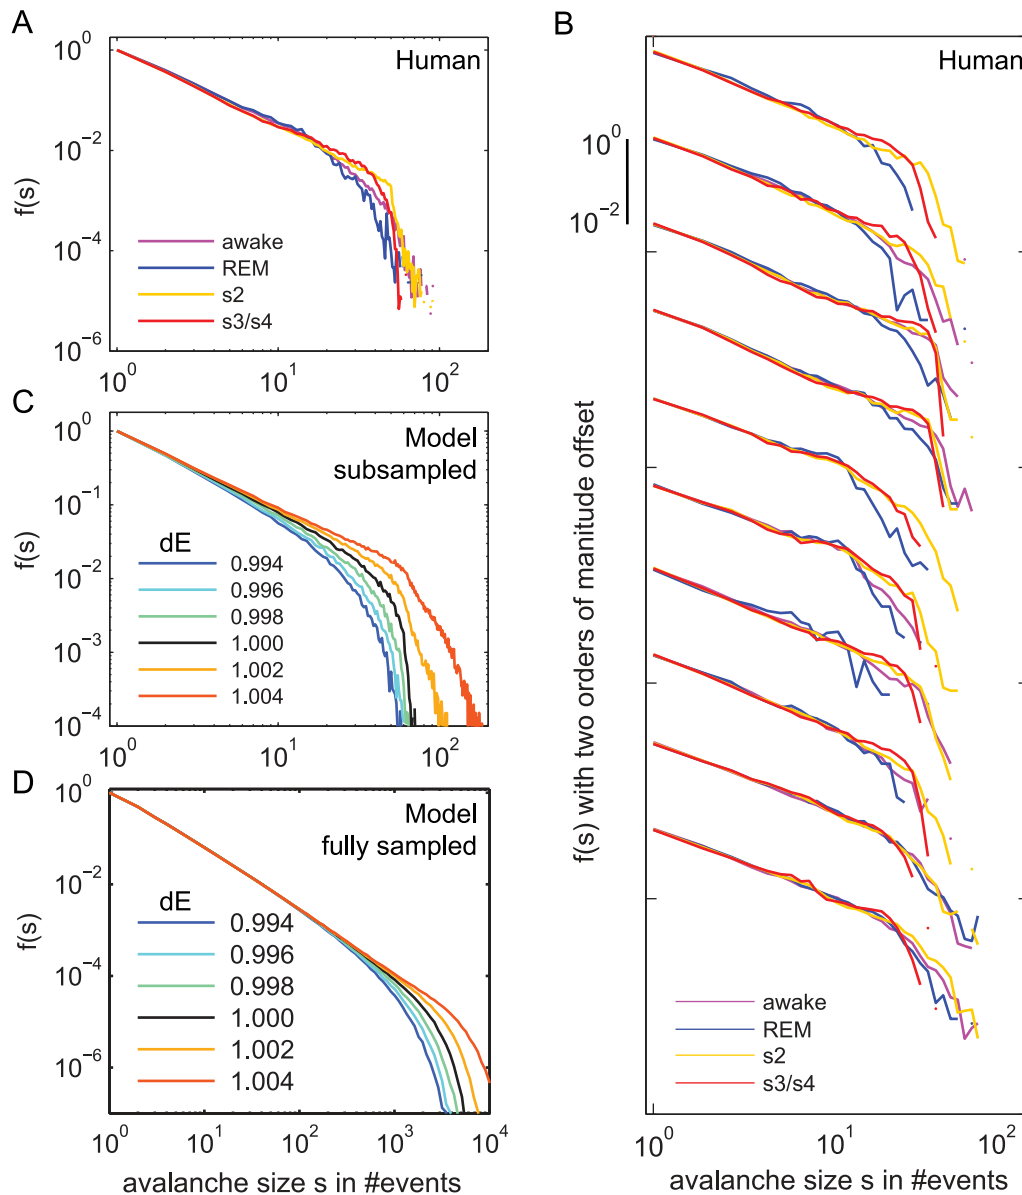 A
Human
10^0
10^-2
10^-4
10^-6
f(s)
awake
REM
s2
s3/s4
10^0
10^1
10^2
C
Model
subsampled
10^0
10^-1
10^-2
10^-3
10^-4
f(s)
dE
0.994
0.996
0.998
1.000
1.002
1.004
10^0
10^1
10^2
D
Model
fully sampled
10^0
10^-2
10^-4
10^-6
f(s)
dE
0.994
0.996
0.998
1.000
1.002
1.004
10^0
10^1
10^2
10^3
10^4
avalanche size s in #events
B
Human
10^0
10^-2
f(s) with two orders of manitude offset
awake
REM
s2
s3/s4
10^0
10^1
10^2
avalanche size s in #events